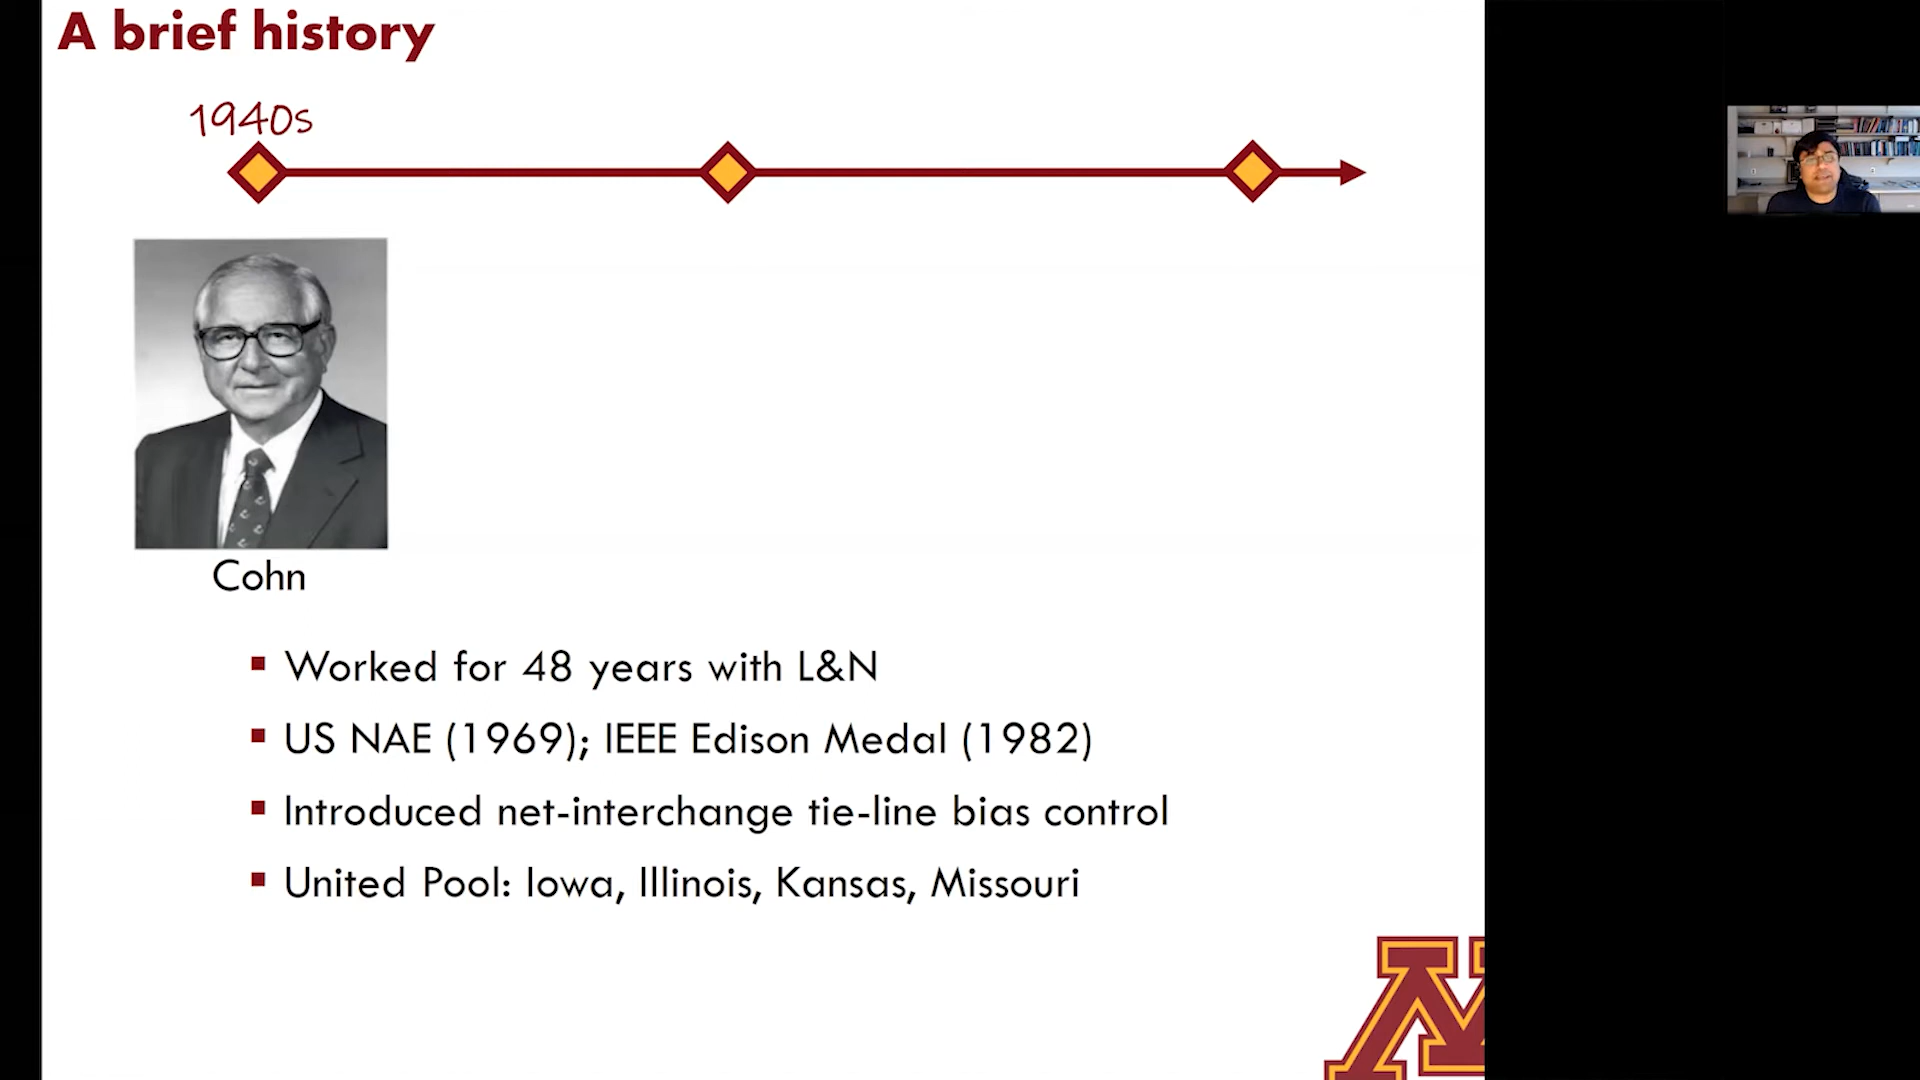 A brief history
1940s
Cohn
Worked for 48 years with L&N
US NAE (1969); IEEE Edison Medal (1982)
Introduced net-interchange tie-line bias control
United Pool: Iowa, Illinois, Kansas, Missouri